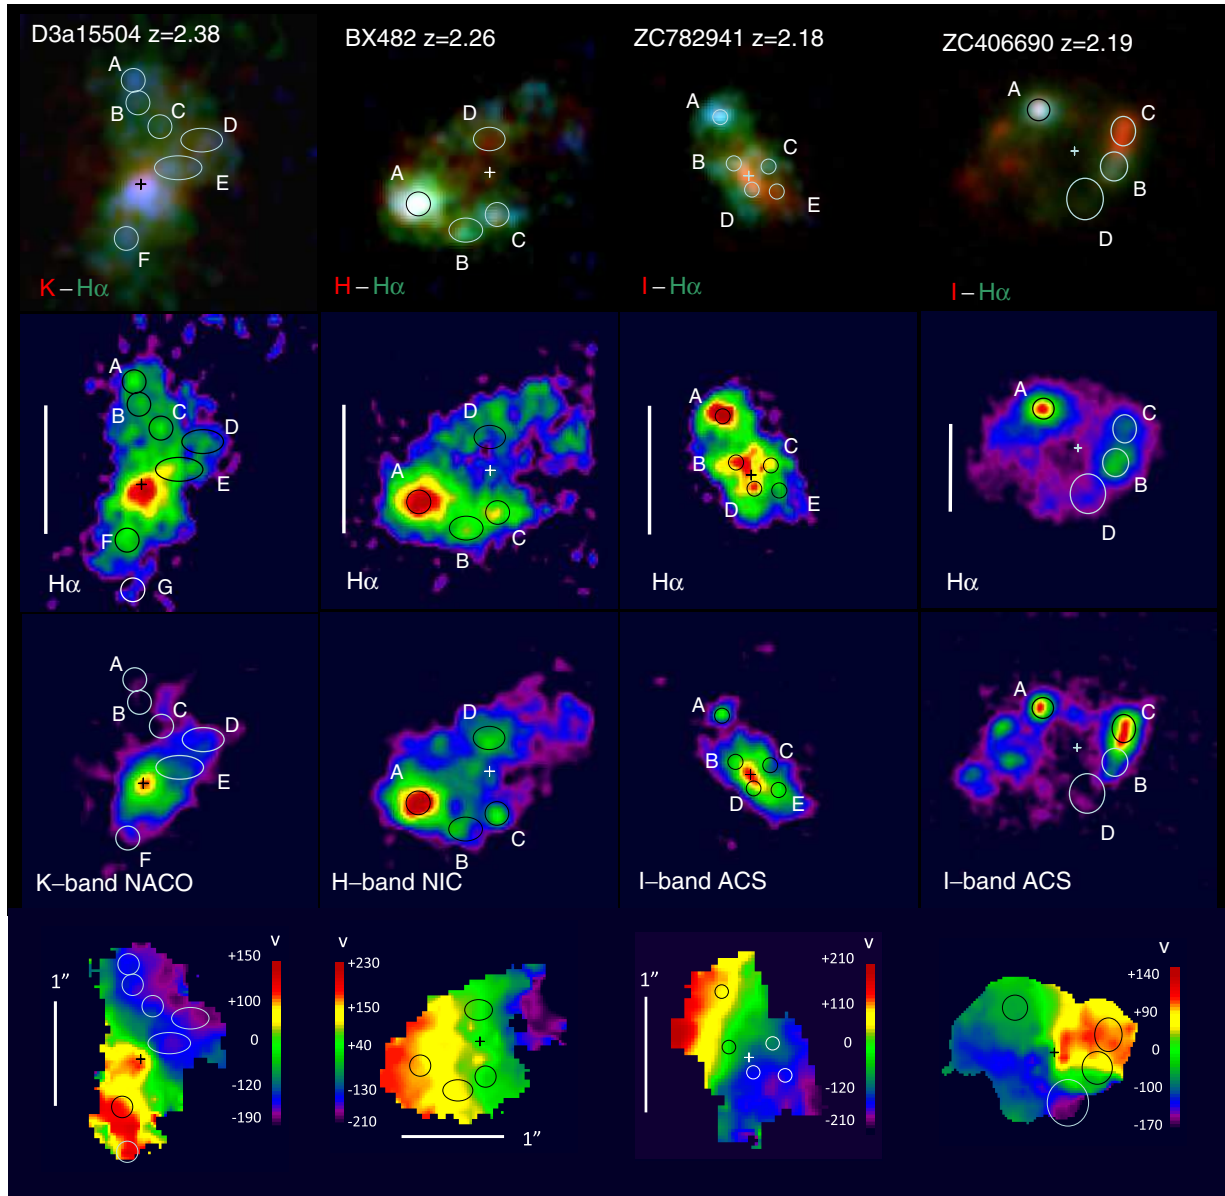 D3a15504 z=2.38
A
B
C
D
E
F
K–Hα
BX482 z=2.26
D
A
C
B
H–Hα
ZC782941 z=2.18
A
B
C
D
E
I–Hα
ZC406690 z=2.19
A
C
B
D
I–Hα
A
B
C
D
E
F
G
Hα
D
A
C
B
Hα
A
B
C
D
E
Hα
A
C
B
D
Hα
A
B
C
D
E
F
K–band NACO
D
A
C
B
H–band NIC
A
B
C
D
E
I–band ACS
A
C
B
D
I–band ACS
1”
v
+150
+100
0
-120
-190
v
+230
+150
+40
-130
-210
1”
1”
v
+210
+110
0
-120
-210
v
+140
+90
0
-100
-170